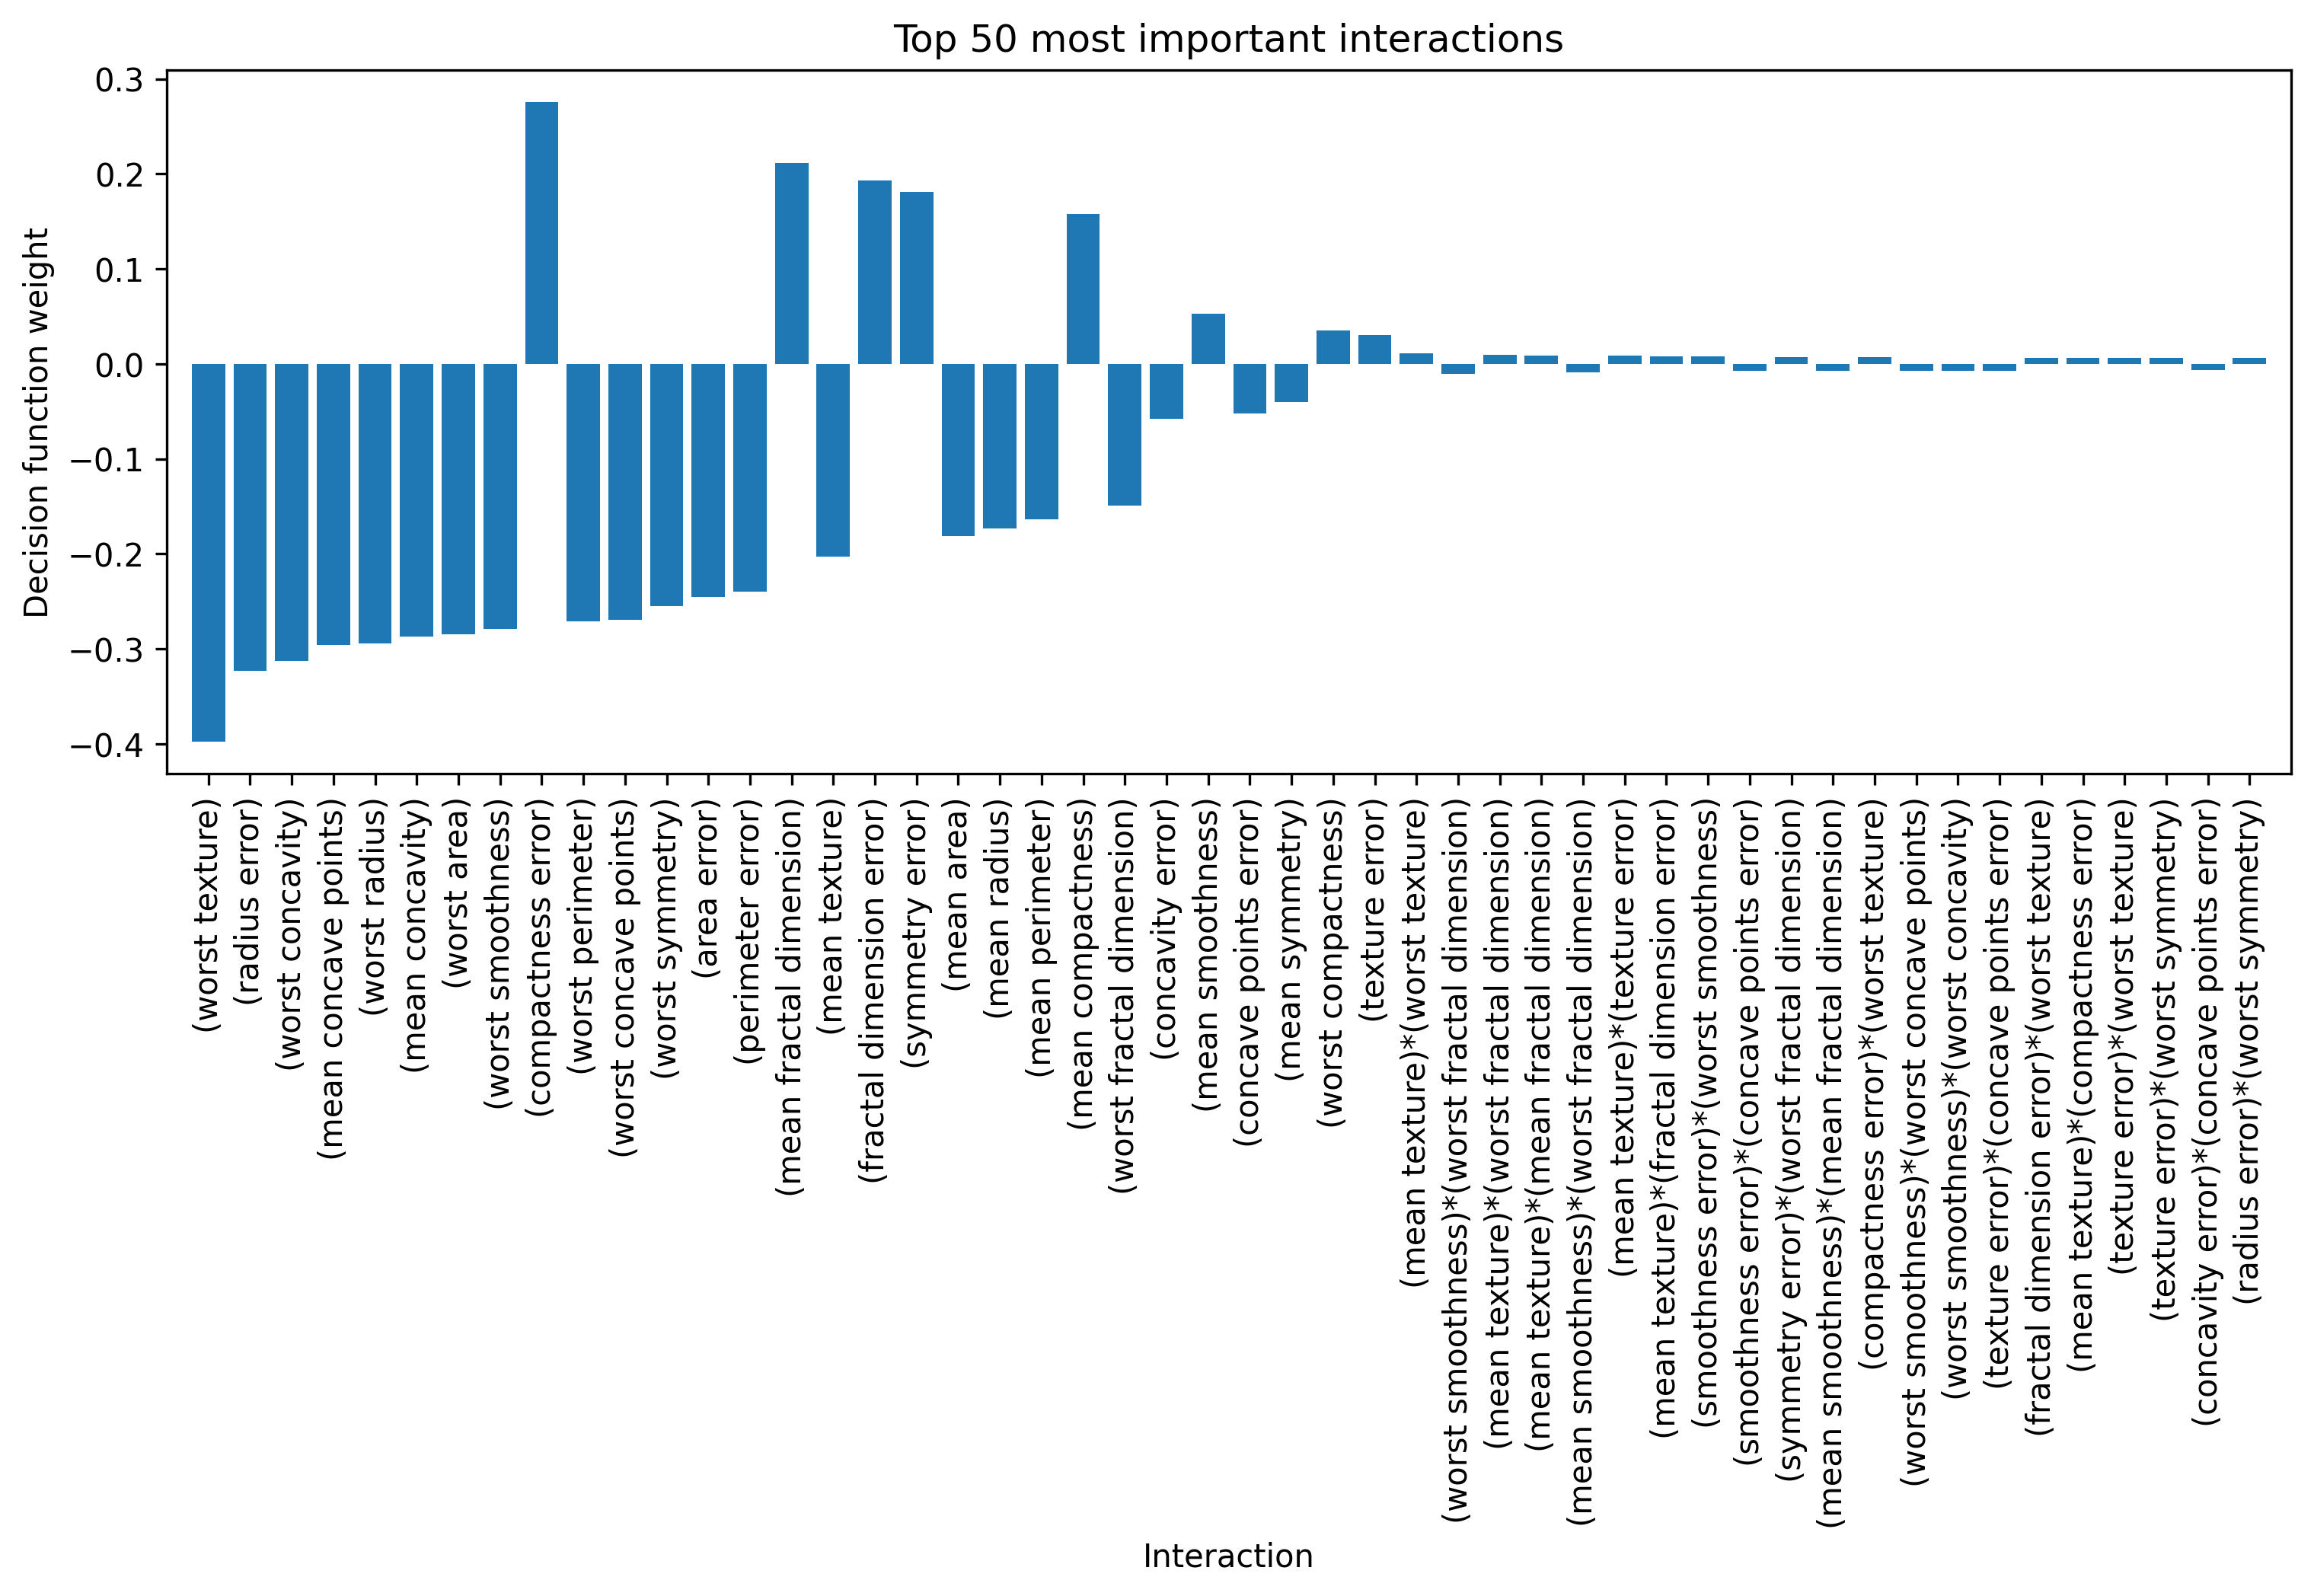 Top 50 most important interactions
Decision function weight
0.3
0.2
0.1
0.0
−0.1
−0.2
−0.3
−0.4
(worst texture)
(radius error)
(worst concavity)
(mean concave points)
(worst radius)
(mean concavity)
(worst area)
(worst smoothness)
(compactness error)
(worst perimeter)
(worst concave points)
(worst symmetry)
(area error)
(perimeter error)
(mean fractal dimension)
(mean texture)
(fractal dimension error)
(symmetry error)
(mean area)
(mean radius)
(mean perimeter)
(mean compactness)
(worst fractal dimension)
(concavity error)
(mean smoothness)
(concave points error)
(mean symmetry)
(worst compactness)
(texture error)
(mean texture)*(worst texture)
(worst smoothness)*(worst fractal dimension)
(mean texture)*(worst fractal dimension)
(mean texture)*(mean fractal dimension)
(mean smoothness)*(worst fractal dimension)
(mean texture)*(texture error)
(mean texture)*(fractal dimension error)
(smoothness error)*(worst smoothness)
(smoothness error)*(concave points error)
(symmetry error)*(worst fractal dimension)
(mean smoothness)*(mean fractal dimension)
(compactness error)*(worst texture)
(worst smoothness)*(worst concave points)
(worst smoothness)*(worst concavity)
(texture error)*(concave points error)
(fractal dimension error)*(worst texture)
(mean texture)*(compactness error)
(texture error)*(worst texture)
(texture error)*(worst symmetry)
(concavity error)*(concave points error)
(radius error)*(worst symmetry)
Interaction